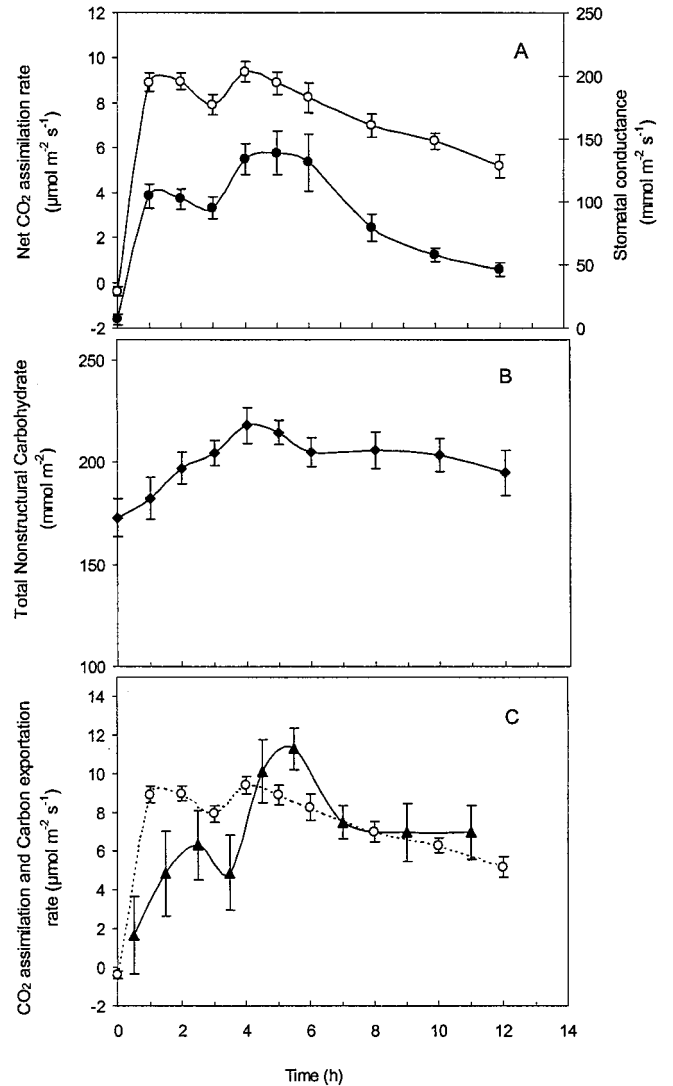 A
Net CO₂ assimilation rate
(µmol m⁻² s⁻¹)
12
10
8
6
4
2
0
-2
250
200
150
100
50
0
Stomatal conductance
(mmol m⁻² s⁻¹)
B
Total Nonstructural Carbohydrate
(mmol m⁻²)
250
200
150
100
C
CO₂ assimilation and Carbon exportation
rate (µmol m⁻² s⁻¹)
14
12
10
8
6
4
2
0
-2
0 2 4 6 8 10 12 14
Time (h)